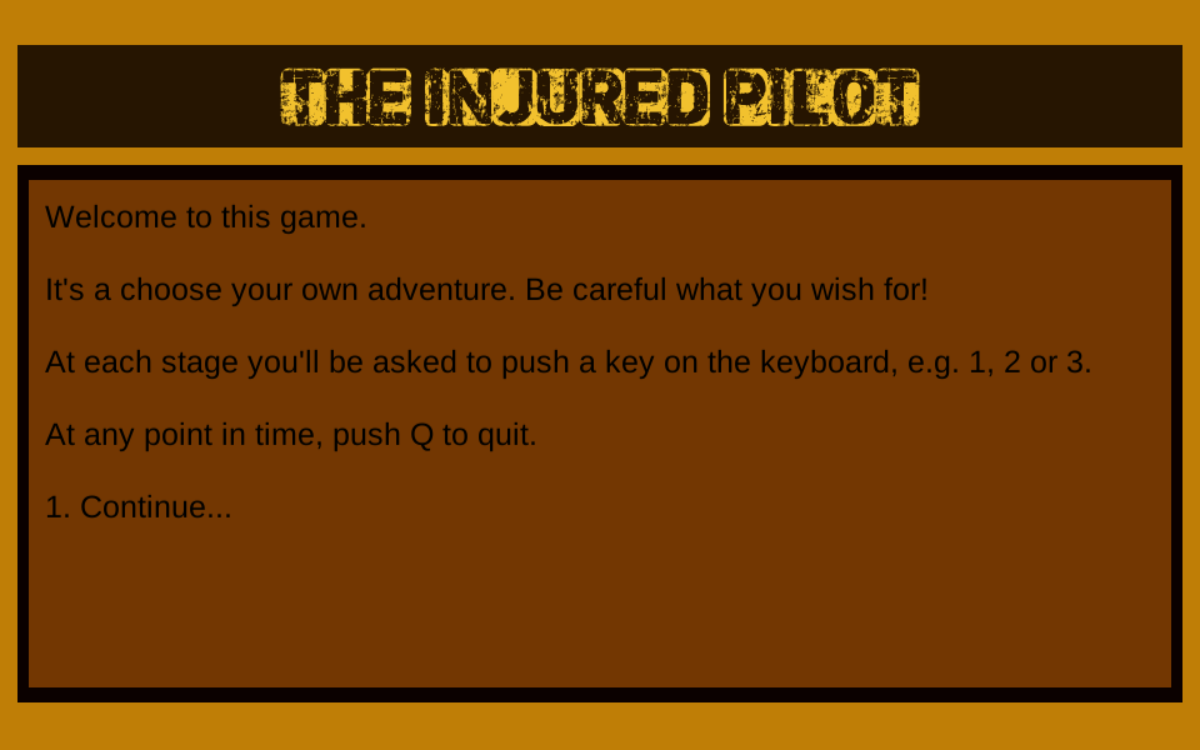 THE INJURED PILOT
Welcome to this game.
It's a choose your own adventure. Be careful what you wish for!
At each stage you'll be asked to push a key on the keyboard, e.g. 1, 2 or 3.
At any point in time, push Q to quit.
1. Continue...